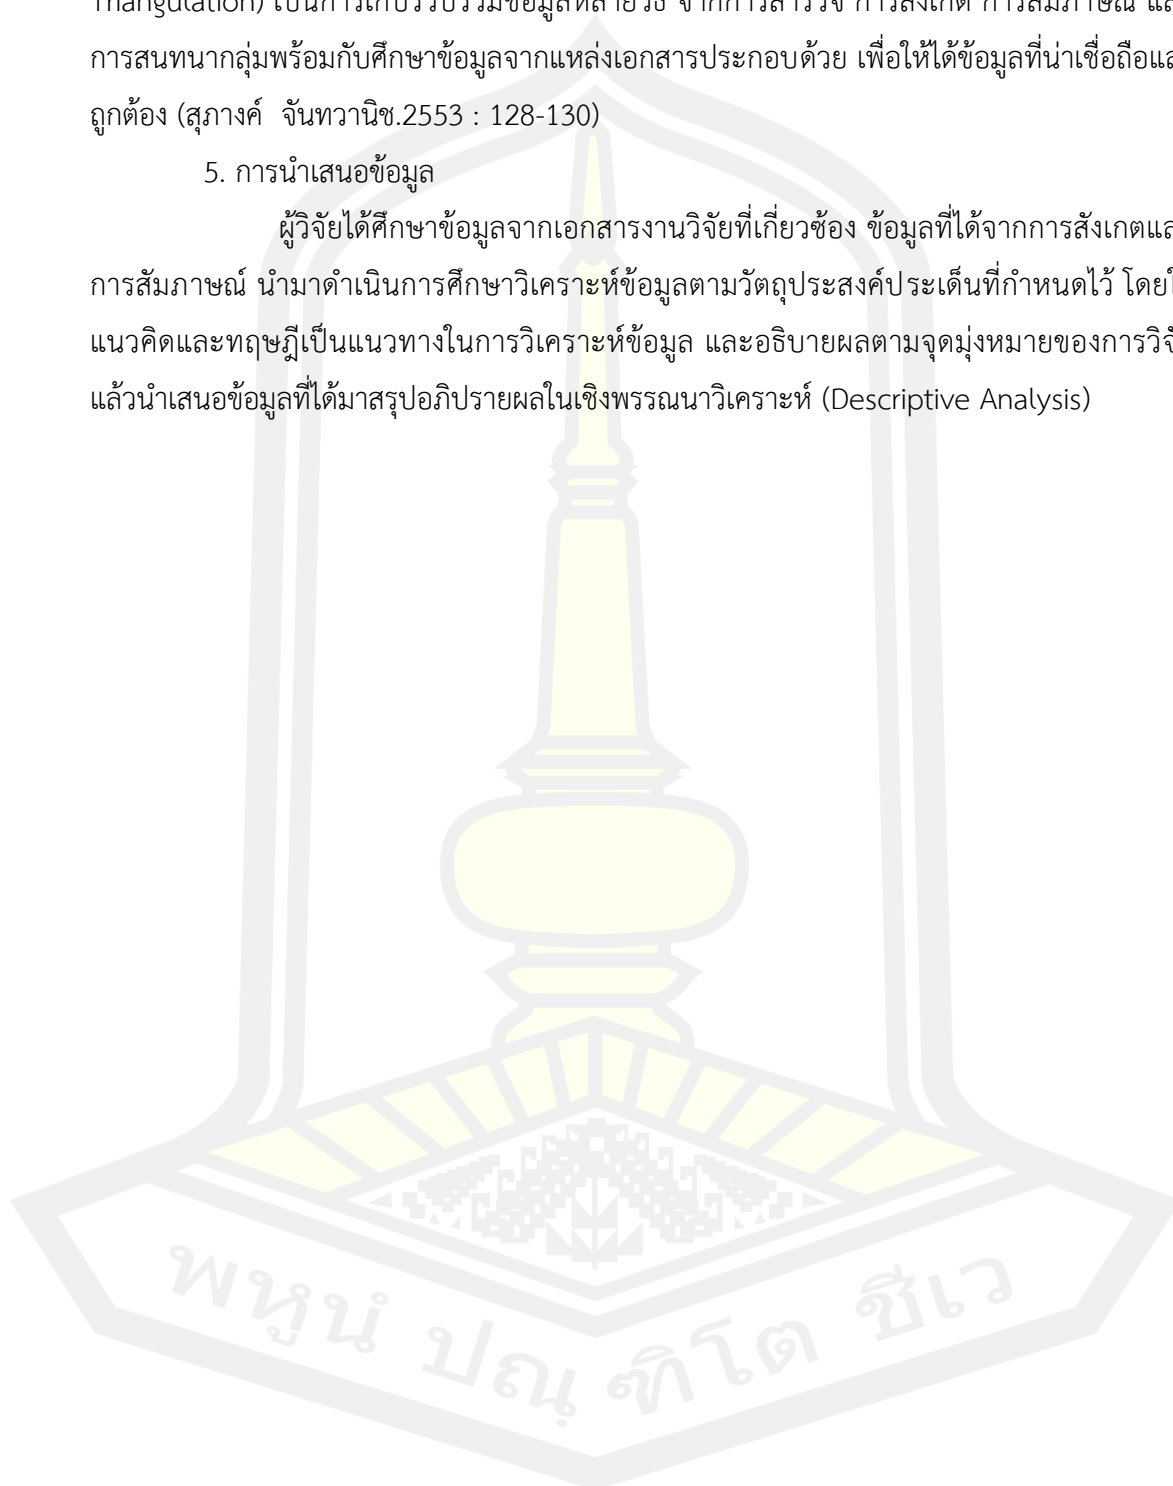 Triangulation) เป็นการเก็บรวบรวมข้อมูลหลายวิธี จากการสำรวจ การสังเกต การสัมภาษณ์ แล
การสนทนากลุ่มพร้อมกับศึกษาข้อมูลจากแหล่งเอกสารประกอบด้วย เพื่อให้ได้ข้อมูลที่น่าเชื่อถือแล
ถูกต้อง (สุภางค์ จันทวานิช.2553 : 128-130)
5. การนำเสนอข้อมูล
ผู้วิจัยได้ศึกษาข้อมูลจากเอกสารงานวิจัยที่เกี่ยวซ้อง ข้อมูลที่ได้จากการสังเกตแล
การสัมภาษณ์ นำมาดำเนินการศึกษาวิเคราะห์ข้อมูลตามวัตถุประสงค์ประเด็นที่กำหนดไว้ โดยใ
แนวคิดและทฤษฎีเป็นแนวทางในการวิเคราะห์ข้อมูล และอธิบายผลตามจุดมุ่งหมายของการวิจั
แล้วนำเสนอข้อมูลที่ได้มาสรุปอภิปรายผลในเชิงพรรณนาวิเคราะห์ (Descriptive Analysis)
พหูนํ ปณฺฑิโต ชีเว